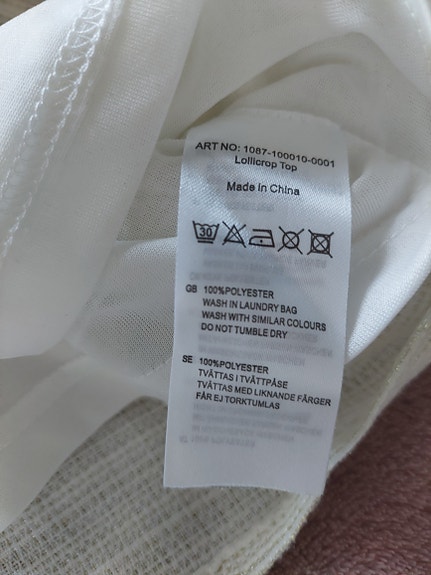 ART NO: 1087-100010-0001
Lollicrop Top
Made in China
30
GB 100%POLYESTER
WASH IN LAUNDRY BAG
WASH WITH SIMILAR COLOURS
DO NOT TUMBLE DRY
SE 100%POLYESTER
TVÄTTAS I TVÄTTPÅSE
TVÄTTAS MED LIKNANDE FÄRGER
FÅR EJ TORKTUMLAS